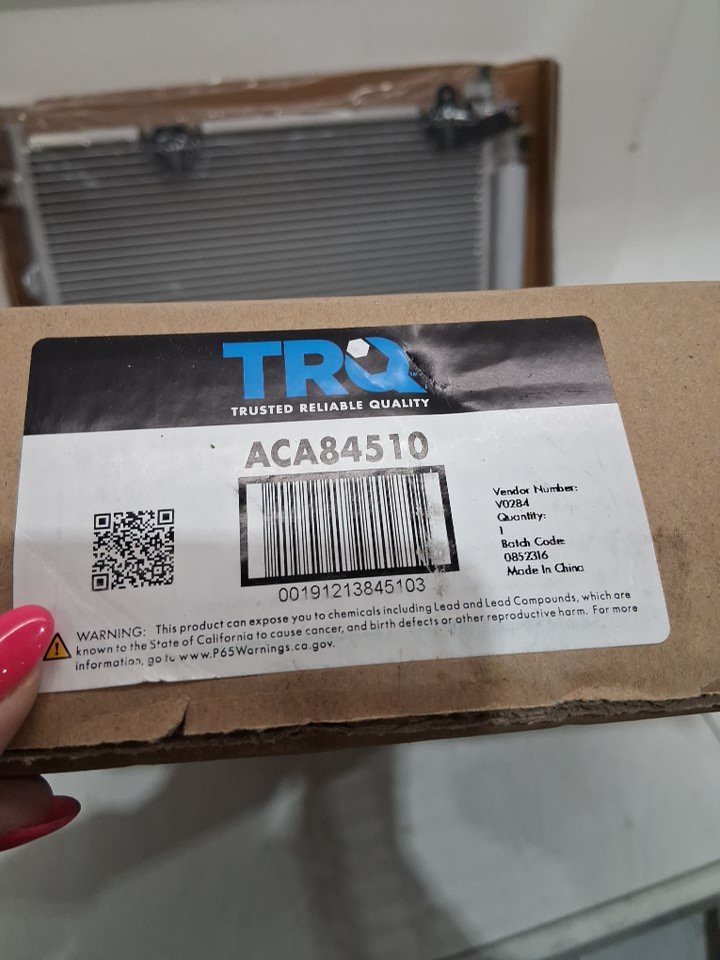 TRQ
TRUSTED RELIABLE QUALITY
ACA84510
Vendor Number:
V0284
Quantity:
1
Batch Code:
0852316
Made in China
00191213845103
WARNING: This product can expose you to chemicals including Lead and Lead Compounds, which are
known to the State of California to cause cancer, and birth defects or other reproductive harm. For more
information, go to www.P65Warnings.ca.gov.